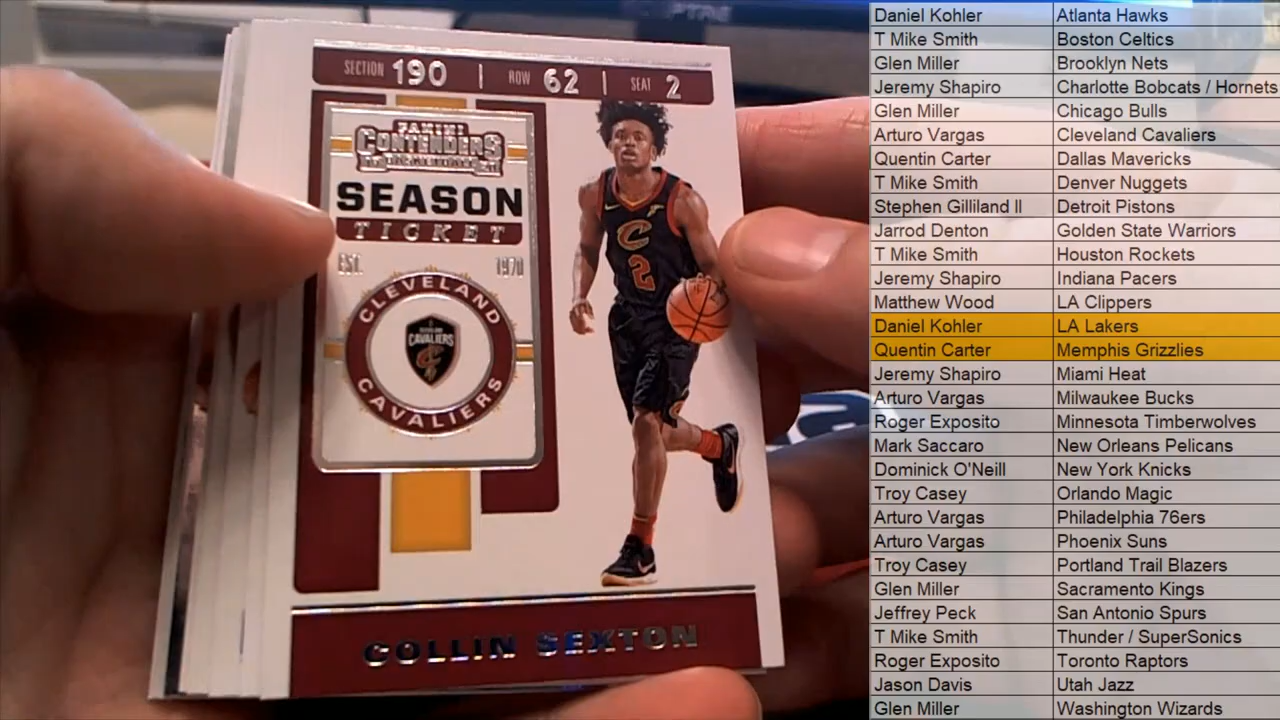 SECTION 190 | ROW 62 | SEAT 2
PANINI
CONTENDERS
SEASON
TICKET
EST. 1970
CLEVELAND
CAVALIERS
CAVALIERS
C
2
COLLIN SEXTON
Daniel Kohler Atlanta Hawks
T Mike Smith Boston Celtics
Glen Miller Brooklyn Nets
Jeremy Shapiro Charlotte Bobcats / Hornets
Glen Miller Chicago Bulls
Arturo Vargas Cleveland Cavaliers
Quentin Carter Dallas Mavericks
T Mike Smith Denver Nuggets
Stephen Gilliland II Detroit Pistons
Jarrod Denton Golden State Warriors
T Mike Smith Houston Rockets
Jeremy Shapiro Indiana Pacers
Matthew Wood LA Clippers
Daniel Kohler LA Lakers
Quentin Carter Memphis Grizzlies
Jeremy Shapiro Miami Heat
Arturo Vargas Milwaukee Bucks
Roger Exposito Minnesota Timberwolves
Mark Saccaro New Orleans Pelicans
Dominick O'Neill New York Knicks
Troy Casey Orlando Magic
Arturo Vargas Philadelphia 76ers
Arturo Vargas Phoenix Suns
Troy Casey Portland Trail Blazers
Glen Miller Sacramento Kings
Jeffrey Peck San Antonio Spurs
T Mike Smith Thunder / SuperSonics
Roger Exposito Toronto Raptors
Jason Davis Utah Jazz
Glen Miller Washington Wizards